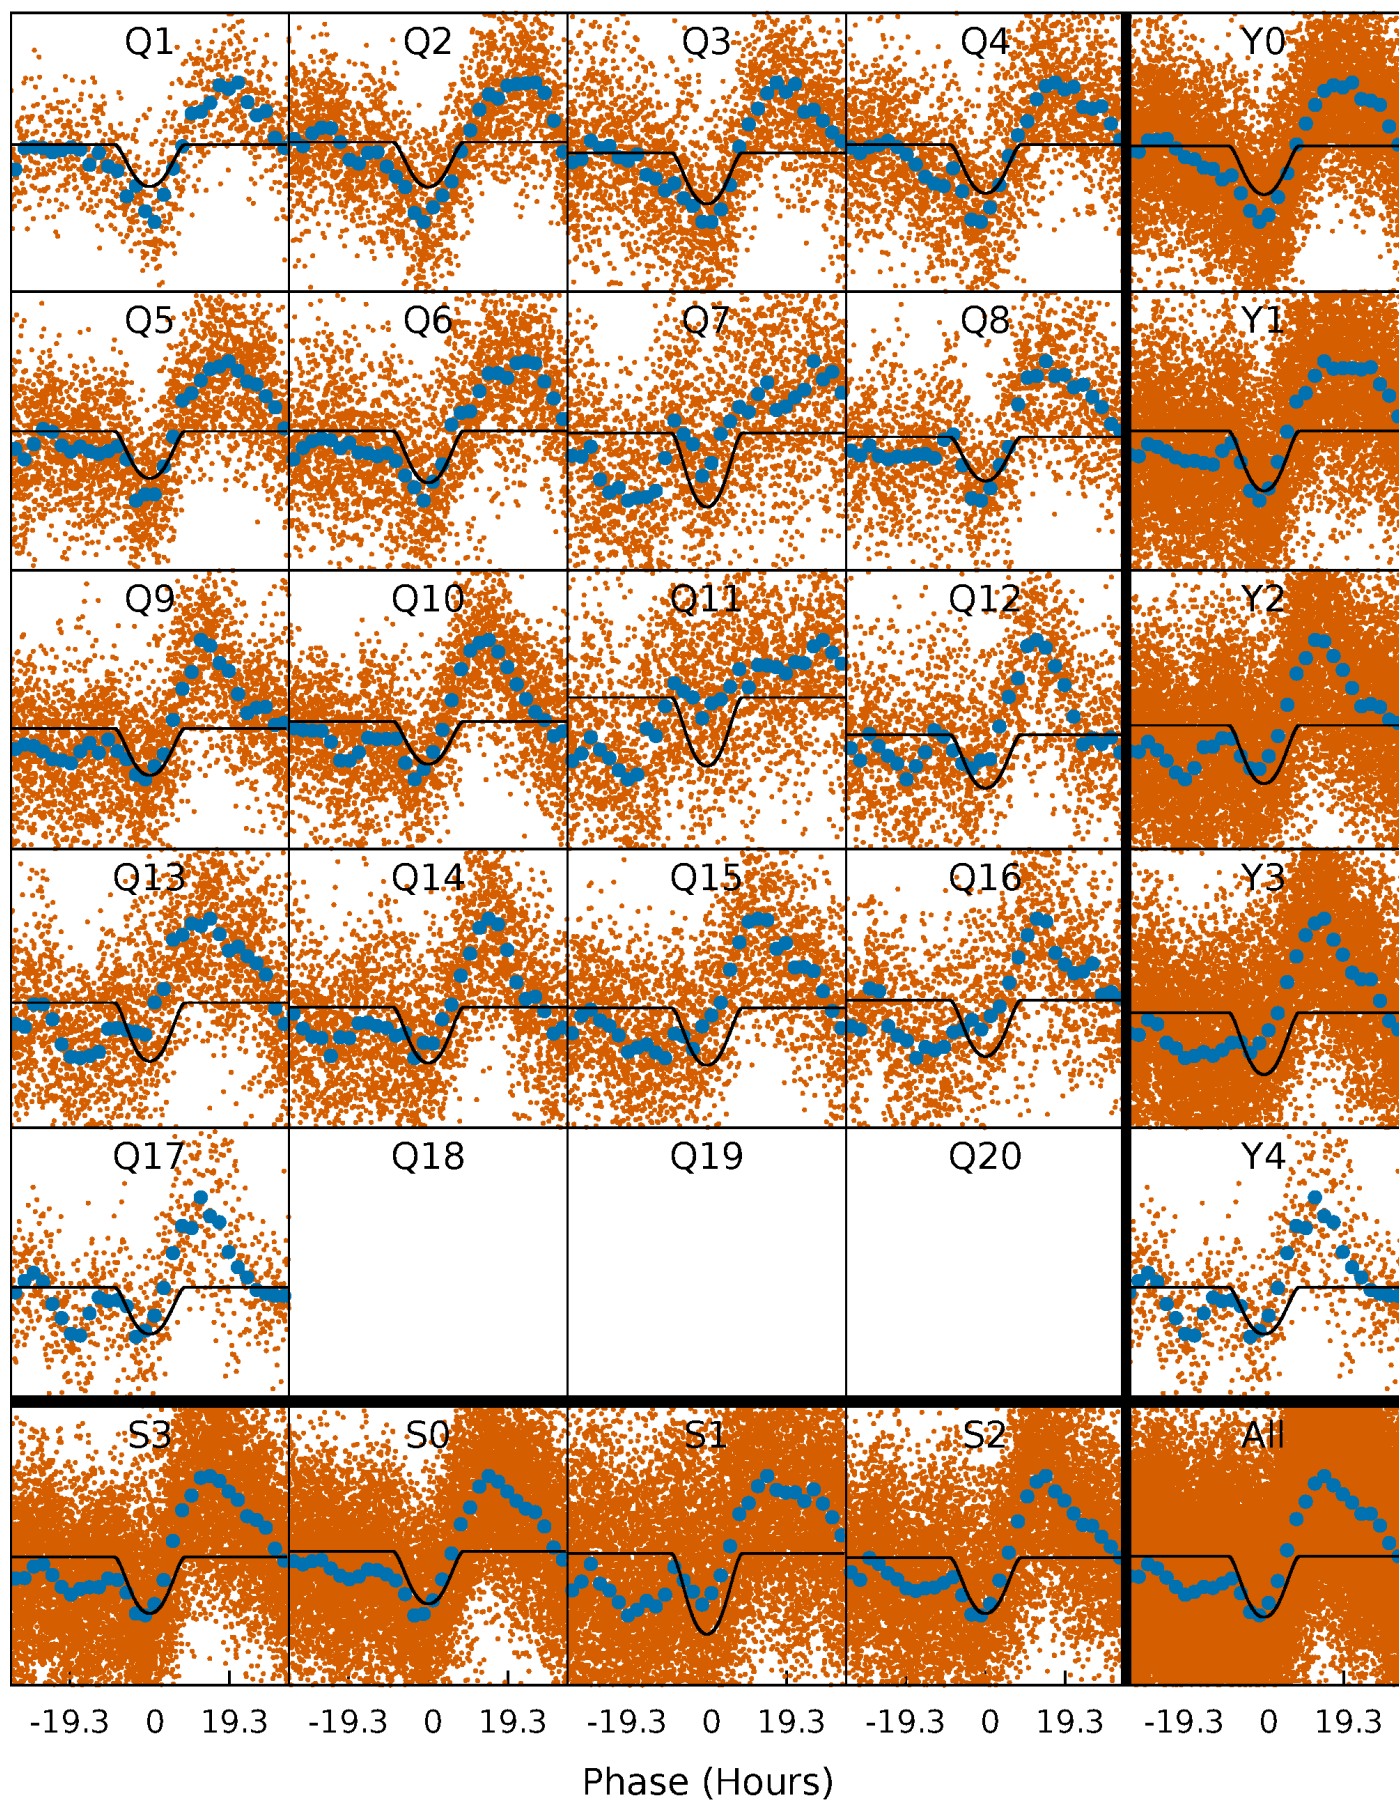 Q1 Q2 Q3 Q4 Y0
Q5 Q6 Q7 Q8 Y1
Q9 Q10 Q11 Q12 Y2
Q13 Q14 Q15 Q16 Y3
Q17 Q18 Q19 Q20 Y4
S3 S0 S1 S2 All
-19.3 0 19.3 -19.3 0 19.3 -19.3 0 19.3 -19.3 0 19.3 -19.3 0 19.3
Phase (Hours)